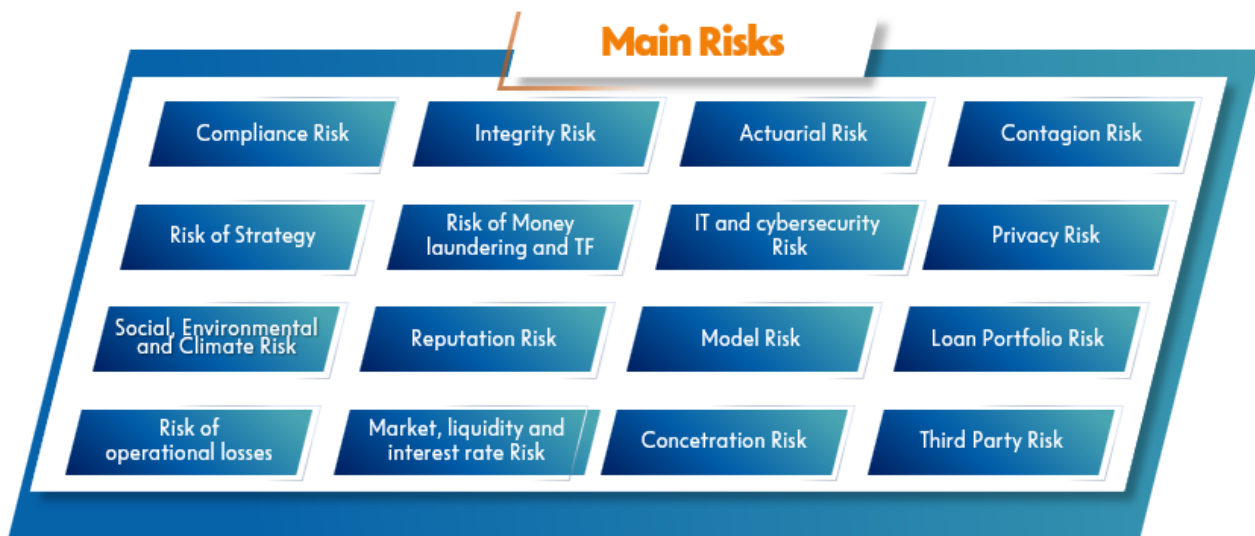 Main Risks
Compliance Risk
Integrity Risk
Actuarial Risk
Contagion Risk
Risk of Strategy
Risk of Money
laundering and TF
IT and cybersecurity
Risk
Privacy Risk
Social, Environmental
and Climate Risk
Reputation Risk
Model Risk
Loan Portfolio Risk
Risk of
operational losses
Market, liquidity and
interest rate Risk
Concetration Risk
Third Party Risk